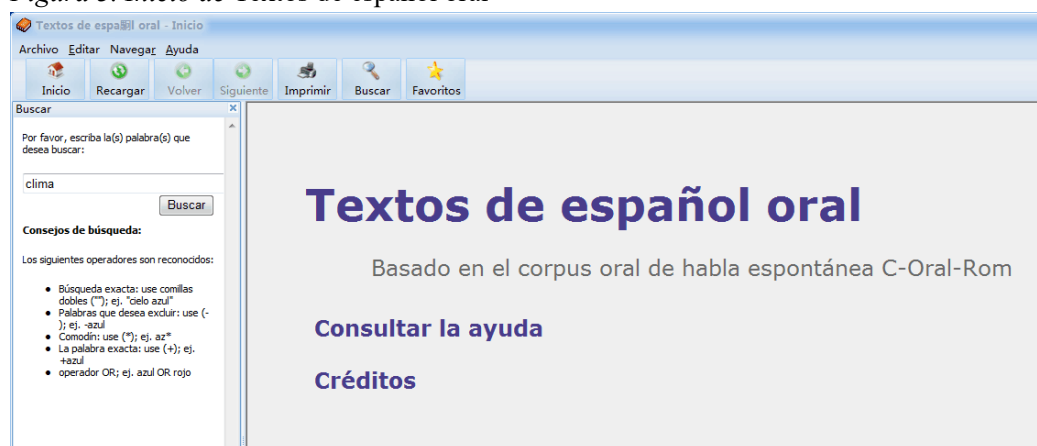 Textos de español oral - Inicio
Archivo Editar Navegar Ayuda
Inicio Recargar Volver Siguiente Imprimir Buscar Favoritos
Buscar
Por favor, escriba la(s) palabra(s) que
desea buscar:
clima
Buscar
Consejos de búsqueda:
Los siguientes operadores son reconocidos:
Búsqueda exacta: use comillas
dobles (""); ej. "cielo azul"
Palabras que desea excluir: use (-
); ej. -azul
Comodín: use (*); ej. az*
La palabra exacta: use (+); ej.
+azul
operador OR; ej. azul OR rojo
Textos de español oral
Basado en el corpus oral de habla espontánea C-Oral-Rom
Consultar la ayuda
Créditos